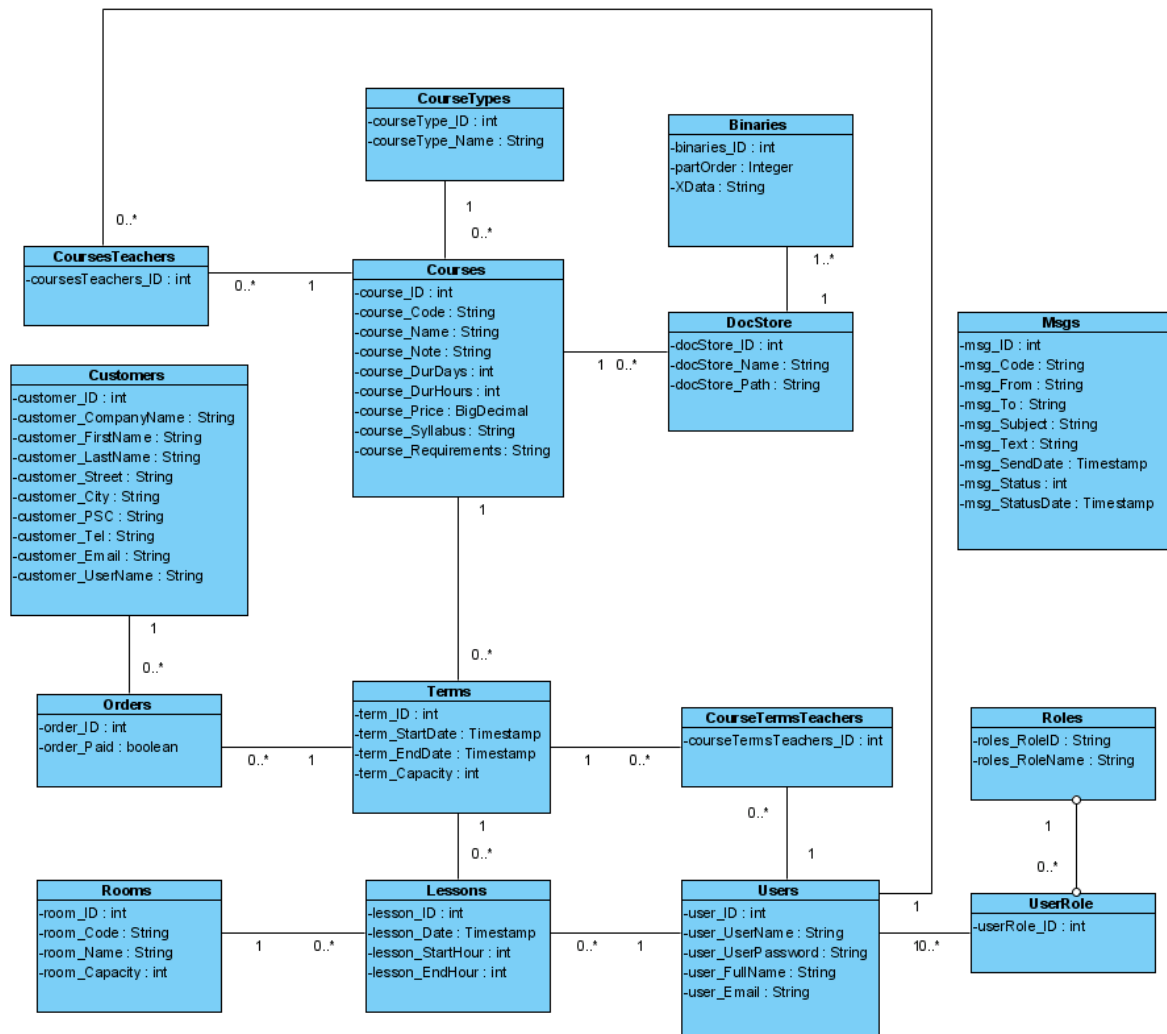 CourseTypes
-courseType_ID : int
-courseType_Name : String
Binaries
-binaries_ID : int
-partOrder : Integer
-XData : String
1
0..*
0..*
1..*
1
CoursesTeachers
-coursesTeachers_ID : int
0..*
1
Courses
-course_ID : int
-course_Code : String
-course_Name : String
-course_Note : String
-course_DurDays : int
-course_DurHours : int
-course_Price : BigDecimal
-course_Syllabus : String
-course_Requirements : String
1
0..*
DocStore
-docStore_ID : int
-docStore_Name : String
-docStore_Path : String
Msgs
-msg_ID : int
-msg_Code : String
-msg_From : String
-msg_To : String
-msg_Subject : String
-msg_Text : String
-msg_SendDate : Timestamp
-msg_Status : int
-msg_StatusDate : Timestamp
Customers
-customer_ID : int
-customer_CompanyName : String
-customer_FirstName : String
-customer_LastName : String
-customer_Street : String
-customer_City : String
-customer_PSC : String
-customer_Tel : String
-customer_Email : String
-customer_UserName : String
1
0..*
1
0..*
Orders
-order_ID : int
-order_Paid : boolean
0..*
1
Terms
-term_ID : int
-term_StartDate : Timestamp
-term_EndDate : Timestamp
-term_Capacity : int
1
0..*
CourseTermsTeachers
-courseTermsTeachers_ID : int
Roles
-roles_RoleID : String
-roles_RoleName : String
1
0..*
0..*
1
1
0..*
Rooms
-room_ID : int
-room_Code : String
-room_Name : String
-room_Capacity : int
1
0..*
Lessons
-lesson_ID : int
-lesson_Date : Timestamp
-lesson_StartHour : int
-lesson_EndHour : int
0..*
1
Users
-user_ID : int
-user_UserName : String
-user_UserPassword : String
-user_FullName : String
-user_Email : String
1
10..*
UserRole
-userRole_ID : int